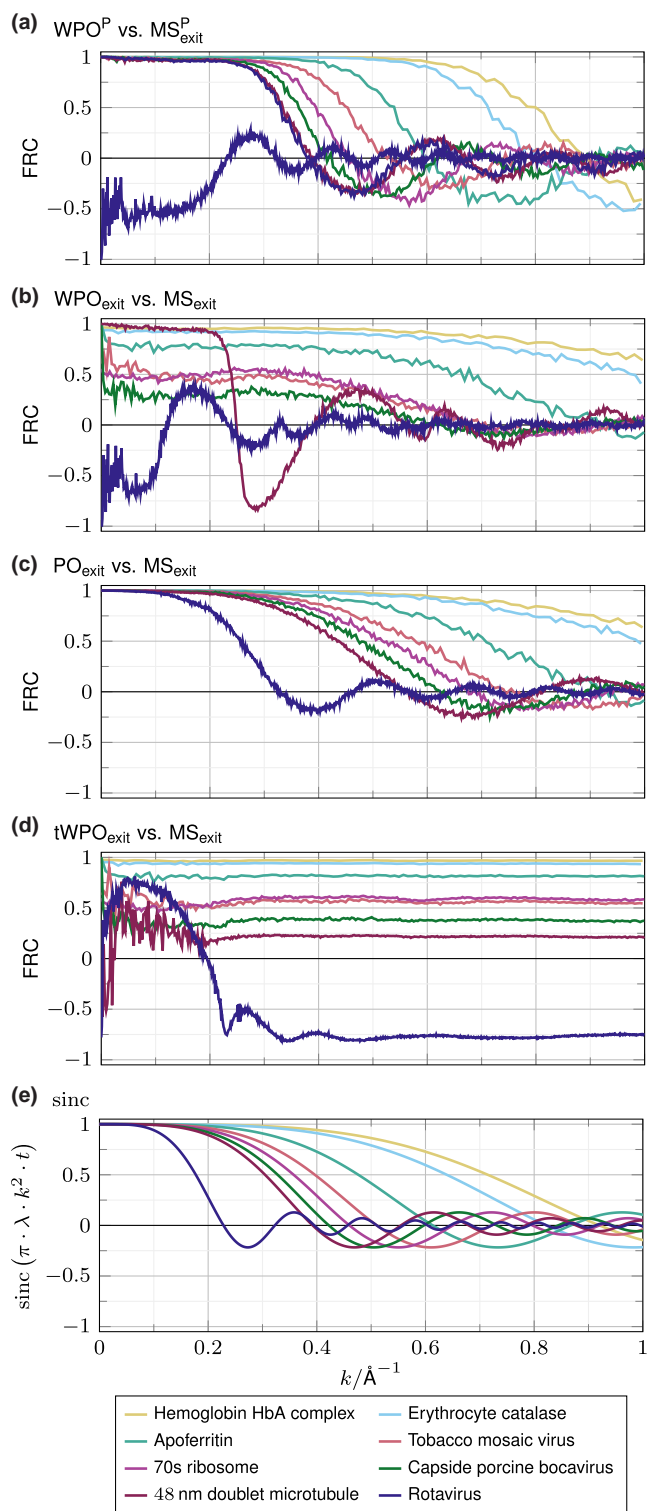 (a) WPO^P vs. MS^P_exit
1
0.5
0
−0.5
−1
FRC
(b) WPO_exit vs. MS_exit
1
0.5
0
−0.5
−1
FRC
(c) PO_exit vs. MS_exit
1
0.5
0
−0.5
−1
FRC
(d) tWPO_exit vs. MS_exit
1
0.5
0
−0.5
−1
FRC
(e) sinc
1
0.5
0
−0.5
−1
sinc (π · λ · k² · t)
0 0.2 0.4 0.6 0.8 1
k/Å⁻¹
Hemoglobin HbA complex
Erythrocyte catalase
Apoferritin
Tobacco mosaic virus
70s ribosome
Capside porcine bocavirus
48 nm doublet microtubule
Rotavirus